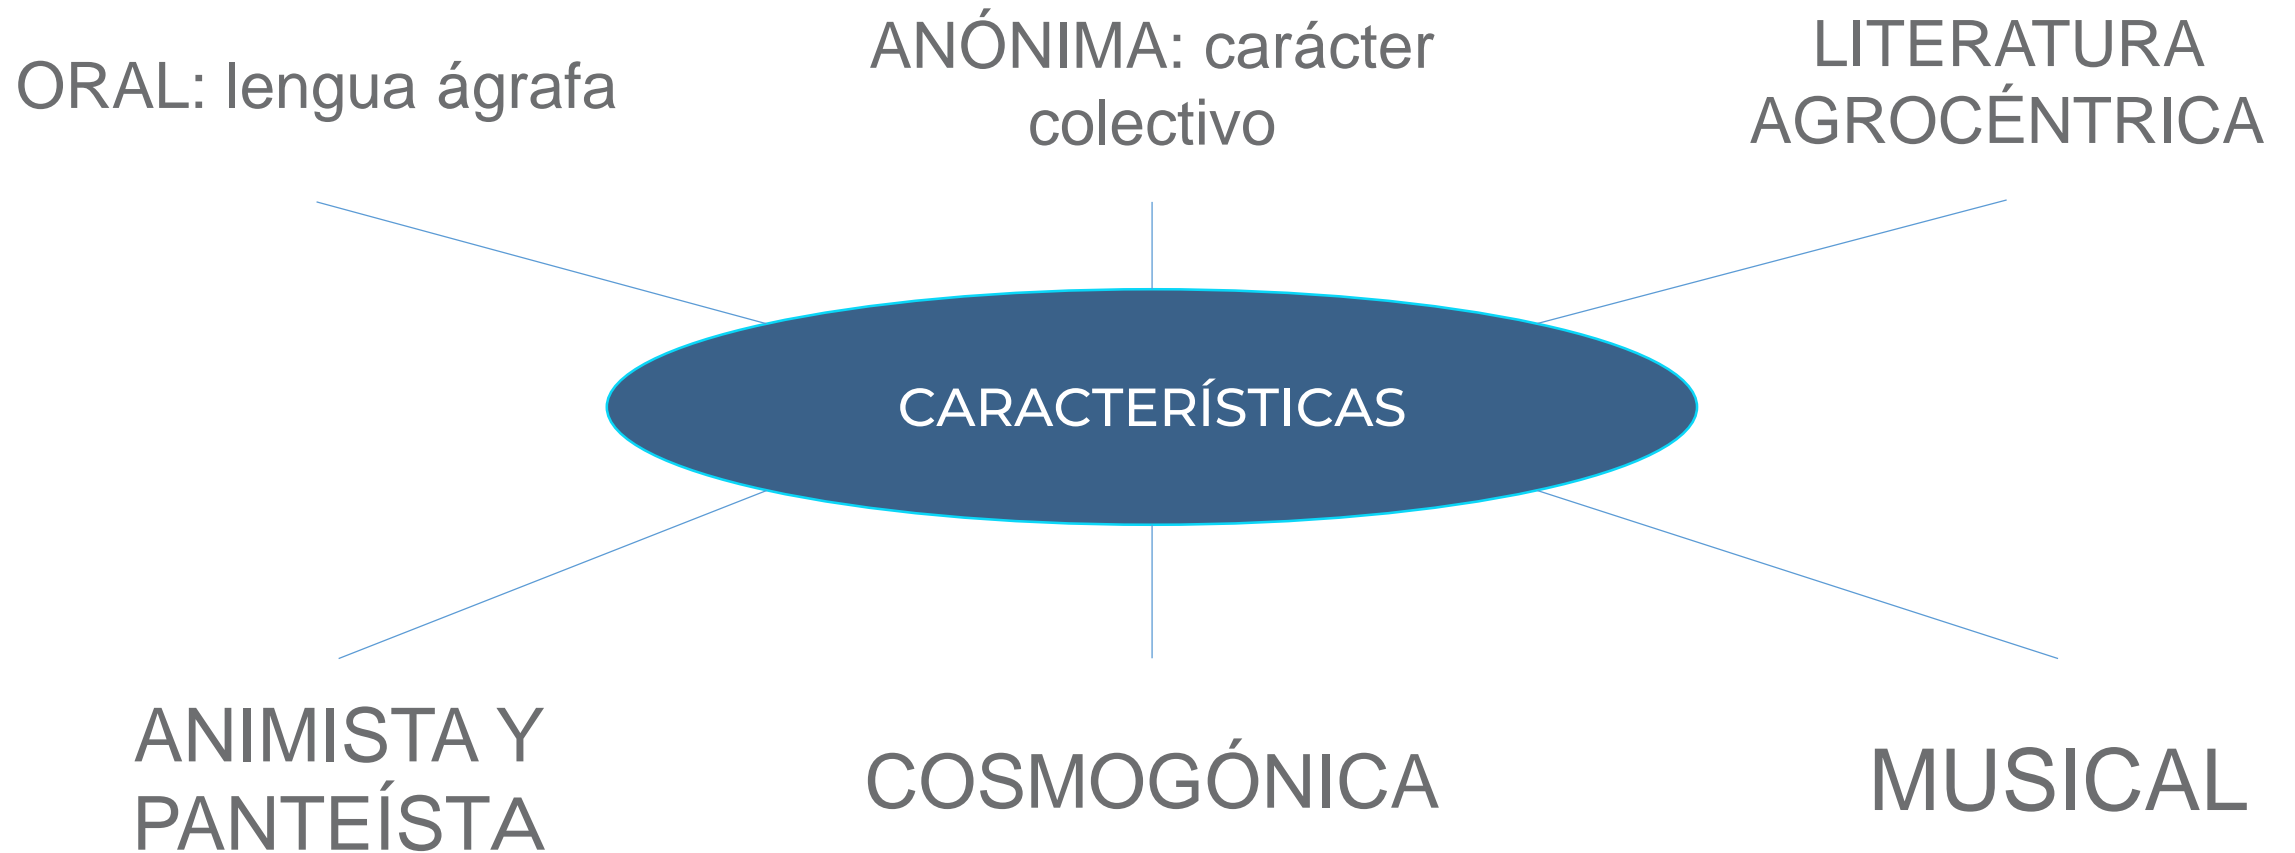 ORAL: lengua ágrafa
ANÓNIMA: carácter
colectivo
LITERATURA
AGROCÉNTRICA
CARACTERÍSTICAS
ANIMISTA Y
PANTEÍSTA
COSMOGÓNICA
MUSICAL